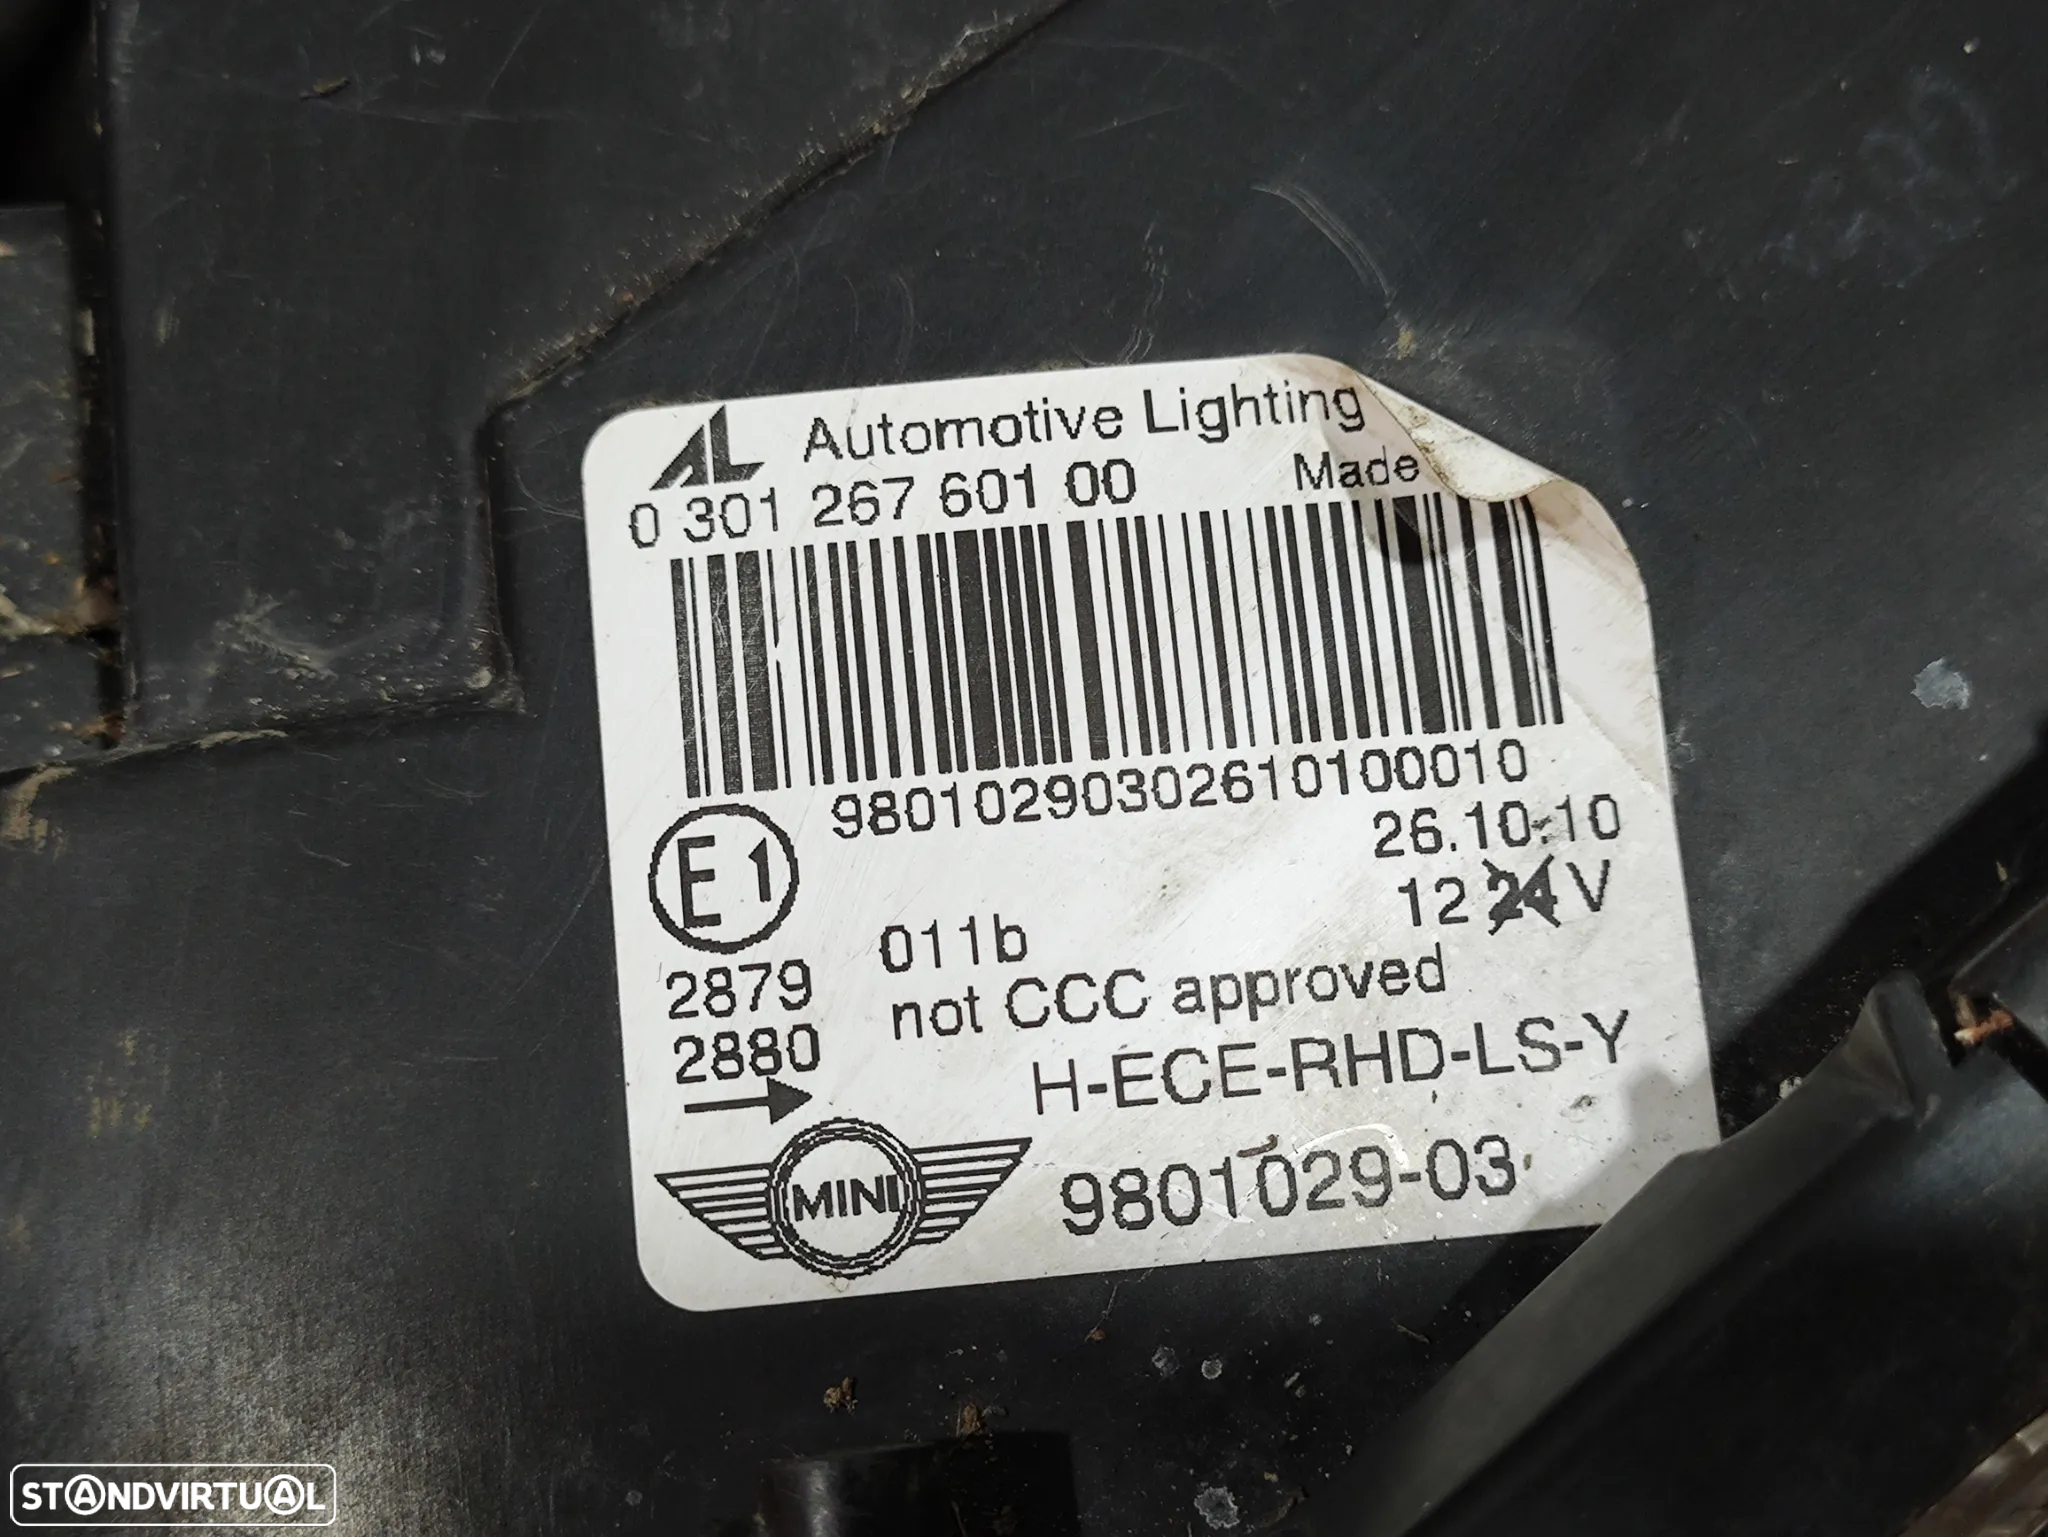 AL Automotive Lighting
0 301 267 601 00 Made
98010290302610100010
E1
26.10.10
12 24 V
011b
2879
not CCC approved
2880
H-ECE-RHD-LS-Y
MINI
9801029-03
STANDVIRTUAL